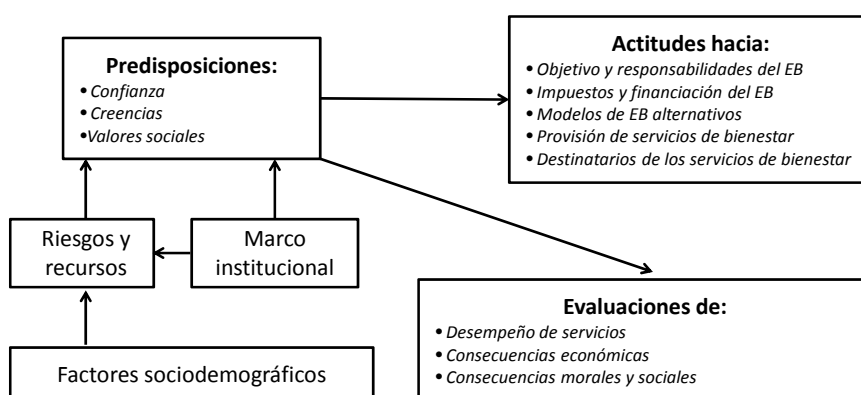 Predisposiciones:
• Confianza
• Creencias
• Valores sociales
Actitudes hacia:
• Objetivo y responsabilidades del EB
• Impuestos y financiación del EB
• Modelos de EB alternativos
• Provisión de servicios de bienestar
• Destinatarios de los servicios de bienestar
Riesgos y
recursos
Marco
institucional
Evaluaciones de:
• Desempeño de servicios
• Consecuencias económicas
• Consecuencias morales y sociales
Factores sociodemográficos